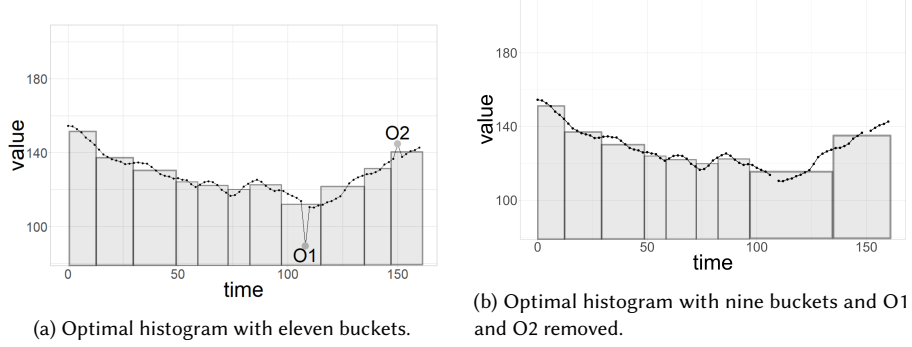 180
140
100
value
O1
O2
0
50
100
150
time
(a) Optimal histogram with eleven buckets.
180
140
100
value
0
50
100
150
time
(b) Optimal histogram with nine buckets and O1
and O2 removed.